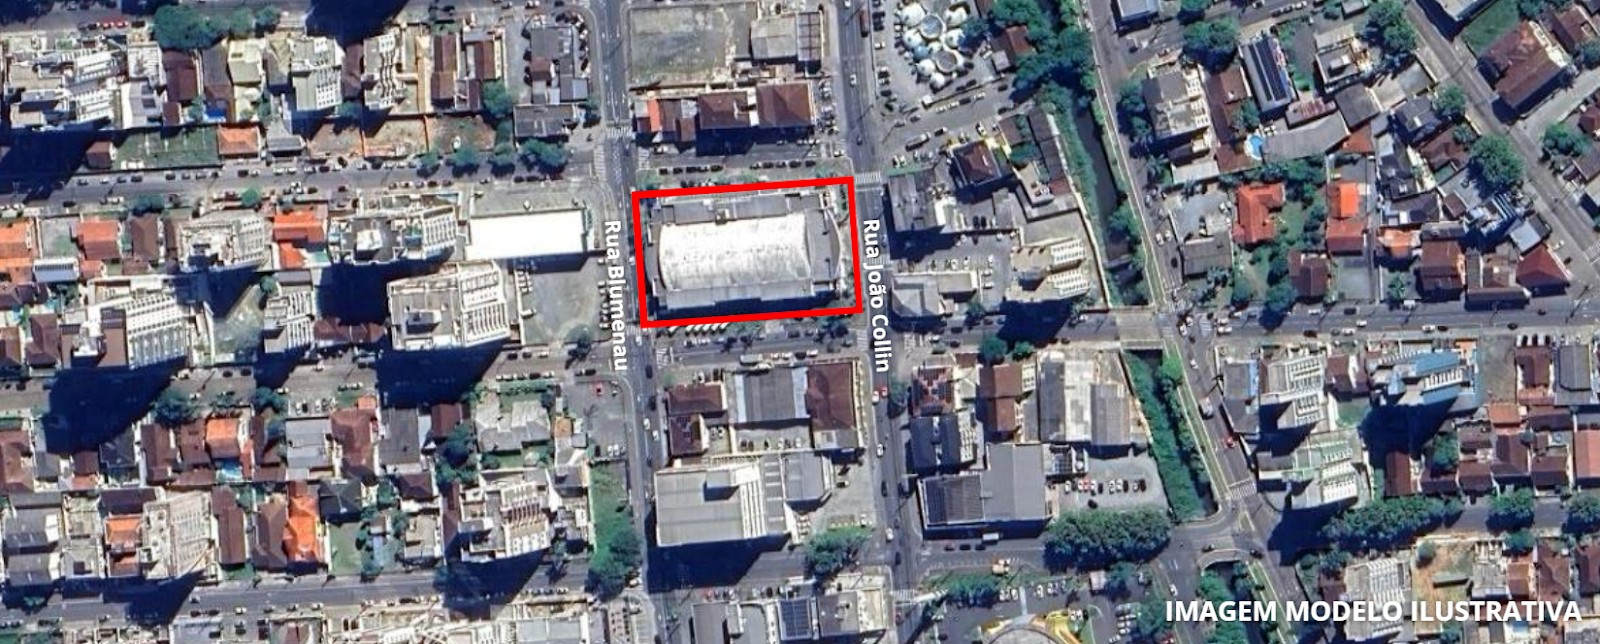 Rua Blumenau
Rua João Collin
IMAGEM MODELO ILUSTRATIVA